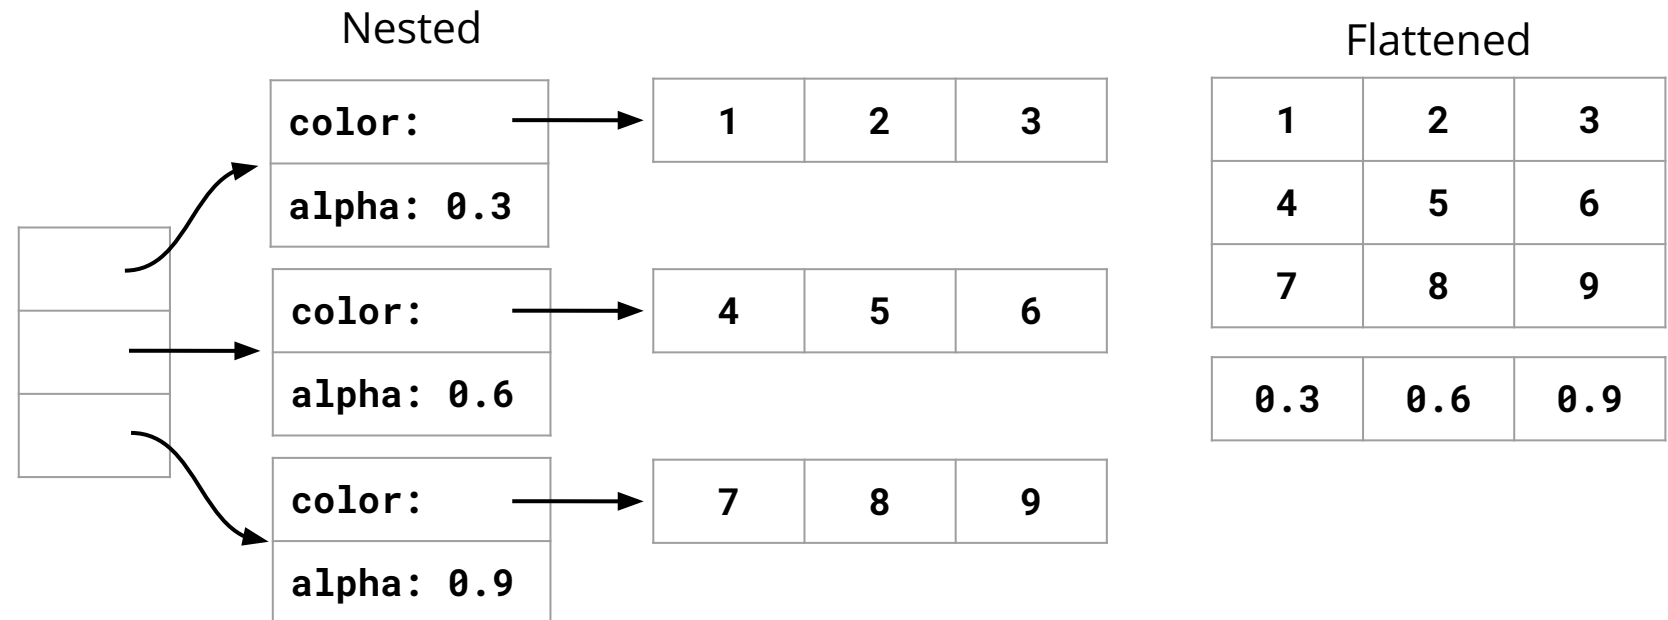 Nested
color:
1 2 3
alpha: 0.3
color:
4 5 6
alpha: 0.6
color:
7 8 9
alpha: 0.9
Flattened
1 2 3
4 5 6
7 8 9
0.3 0.6 0.9